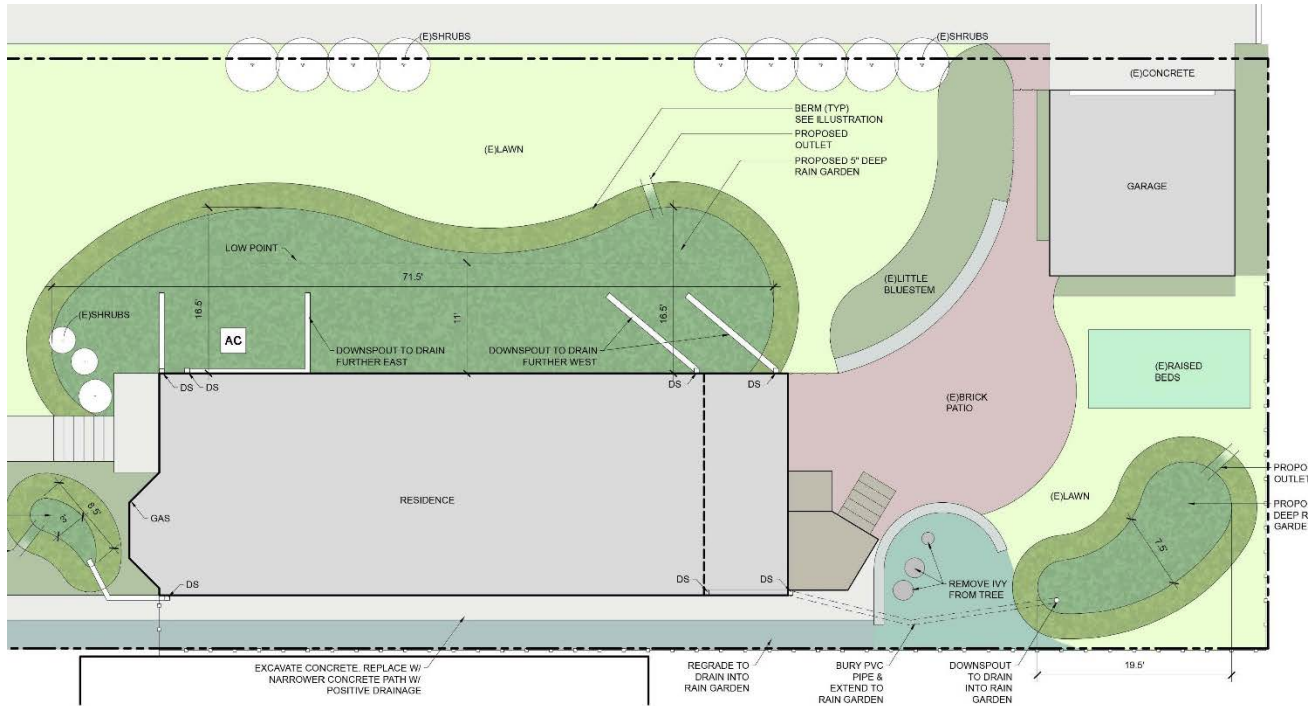 (E)SHRUBS
(E)SHRUBS
(E)CONCRETE
BERM (TYP)
SEE ILLUSTRATION
PROPOSED
OUTLET
PROPOSED 5" DEEP
RAIN GARDEN
(E)LAWN
GARAGE
LOW POINT
71.5'
(E)LITTLE
BLUESTEM
16.5'
11'
16.5'
(E)SHRUBS
AC
DOWNSPOUT TO DRAIN
FURTHER EAST
DOWNSPOUT TO DRAIN
FURTHER WEST
(E)RAISED
BEDS
DS
DS
DS
DS
(E)BRICK
PATIO
PROPO
OUTLET
RESIDENCE
(E)LAWN
PROPO
DEEP R
GARDE
6.5'
GAS
7.5'
DS
DS
DS
REMOVE IVY
FROM TREE
EXCAVATE CONCRETE, REPLACE W/
NARROWER CONCRETE PATH W/
POSITIVE DRAINAGE
REGRADE TO
DRAIN INTO
RAIN GARDEN
BURY PVC
PIPE &
EXTEND TO
RAIN GARDEN
DOWNSPOUT
TO DRAIN
INTO RAIN
GARDEN
19.5'